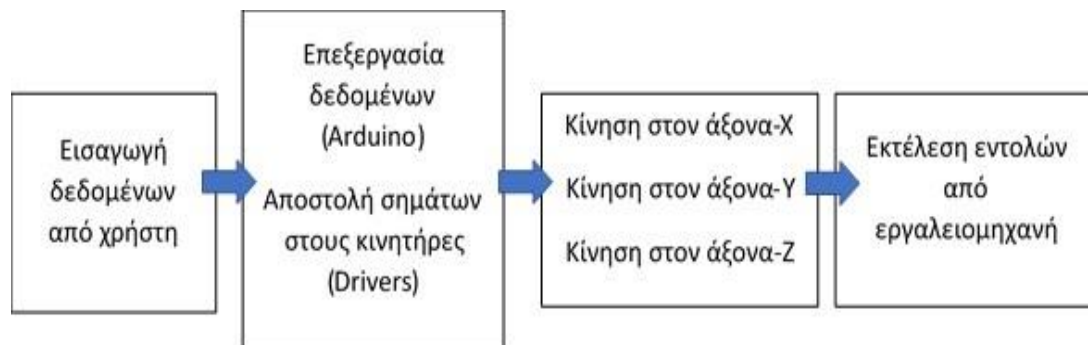 Εισαγωγή
δεδομένων
από χρήστη
Επεξεργασία
δεδομένων
(Arduino)
Αποστολή σημάτων
στους κινητήρες
(Drivers)
Κίνηση στον άξονα-X
Κίνηση στον άξονα-Y
Κίνηση στον άξονα-Z
Εκτέλεση εντολών
από
εργαλειομηχανή